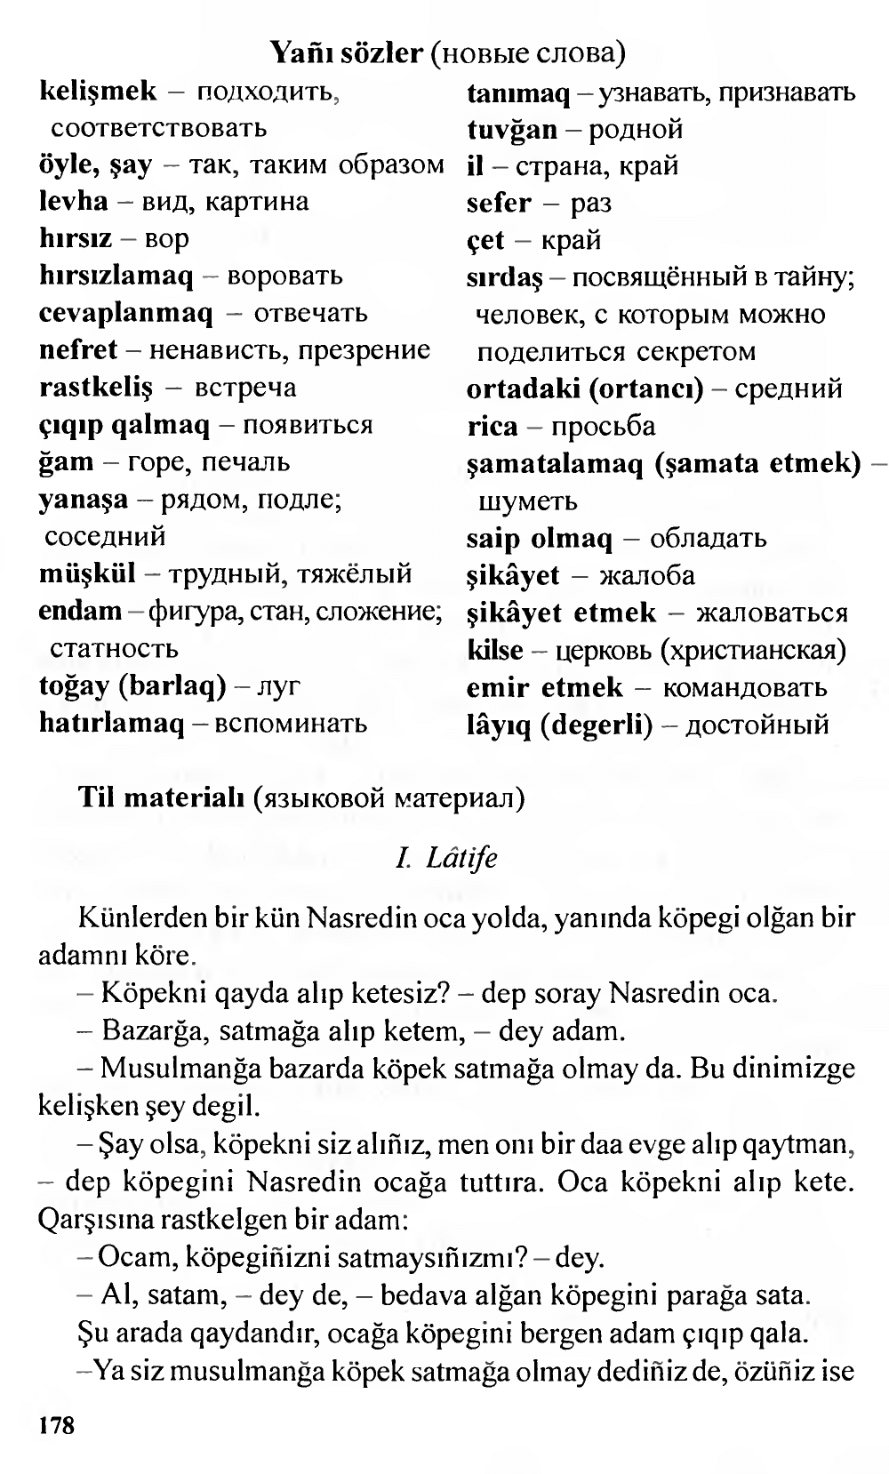 Yañı sözler (новые слова)
kelişmek – подходить,
соответствовать
öyle, şay – так, таким образом
levha – вид, картина
hırsız – вор
hırsızlamaq – воровать
cevaplanmaq – отвечать
nefret – ненависть, презрение
rastkeliş – встреча
çıqıp qalmaq – появиться
ğam – горе, печаль
yanaşa – рядом, подле;
соседний
müşkül – трудный, тяжёлый
endam – фигура, стан, сложение;
статность
toğay (barlaq) – луг
hatırlamaq – вспоминать
tanımaq – узнавать, признавать
tuvğan – родной
il – страна, край
sefer – раз
çet – край
sırdaş – посвящённый в тайну;
человек, с которым можно
поделиться секретом
ortadaki (ortancı) – средний
rica – просьба
şamatalamaq (şamata etmek) –
шуметь
saip olmaq – обладать
şikâyet – жалоба
şikâyet etmek – жаловаться
kilse – церковь (христианская)
emir etmek – командовать
lâyıq (degerli) – достойный
Til materialı (языковой материал)
I. Lâtife
Künlerden bir kün Nasredin oca yolda, yanında köpegi olğan bir
adamnı köre.
– Köpekni qayda alıp ketesiz? – dep soray Nasredin oca.
– Bazarğa, satmağa alıp ketem, – dey adam.
– Musulmanğa bazarda köpek satmağa olmay da. Bu dinimizge
kelişken şey degil.
– Şay olsa, köpekni siz alıñız, men onı bir daa evge alıp qaytman,
– dep köpegini Nasredin ocağa tuttıra. Oca köpekni alıp kete.
Qarşısına rastkelgen bir adam:
– Ocam, köpegiñizni satmaysıñızmı? – dey.
– Al, satam, – dey de, – bedava alğan köpegini parağa sata.
Şu arada qaydandır, ocağa köpegini bergen adam çıqıp qala.
–Ya siz musulmanğa köpek satmağa olmay dediñiz de, özüñiz ise
178